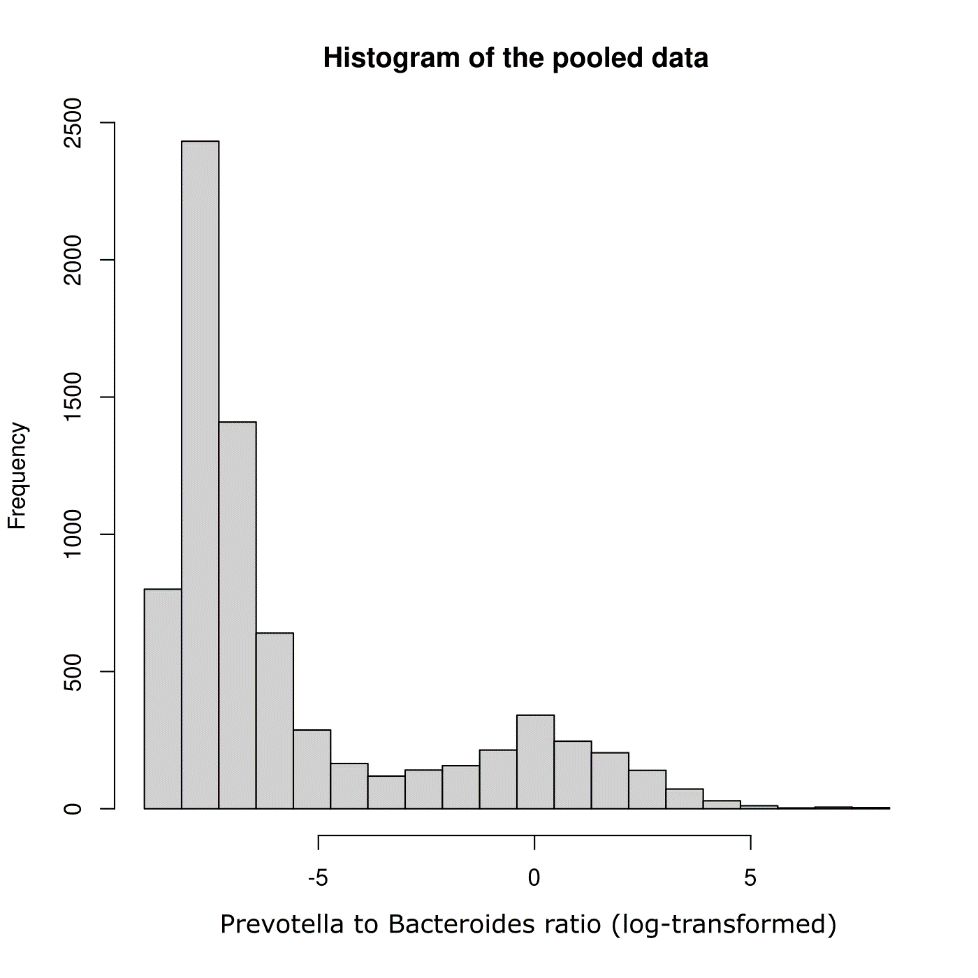 Histogram of the pooled data
Frequency
2500
2000
1500
1000
500
0
-5 0 5
Prevotella to Bacteroides ratio (log-transformed)